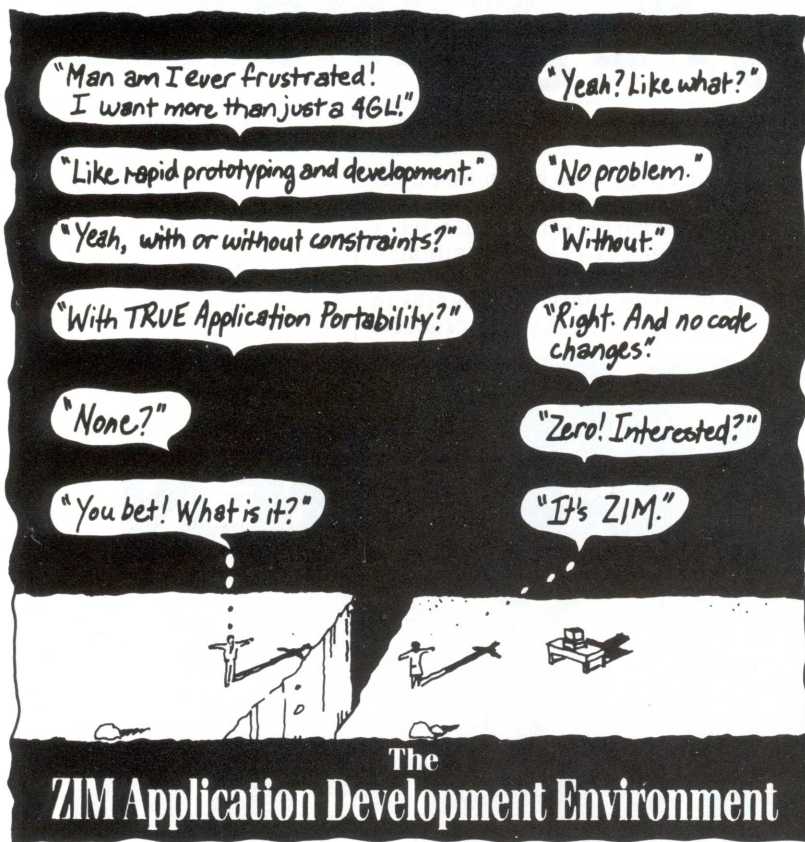 "Man am I ever frustrated!
I want more than just a 4GL!"
"Yeah? Like what?"
"Like rapid prototyping and development."
"No problem."
"Yeah, with or without constraints?"
"Without."
"With TRUE Application Portability?"
"Right. And no code
changes."
"None?"
"Zero! Interested?"
"You bet! What is it?"
"It's ZIM."
The
ZIM Application Development Environment